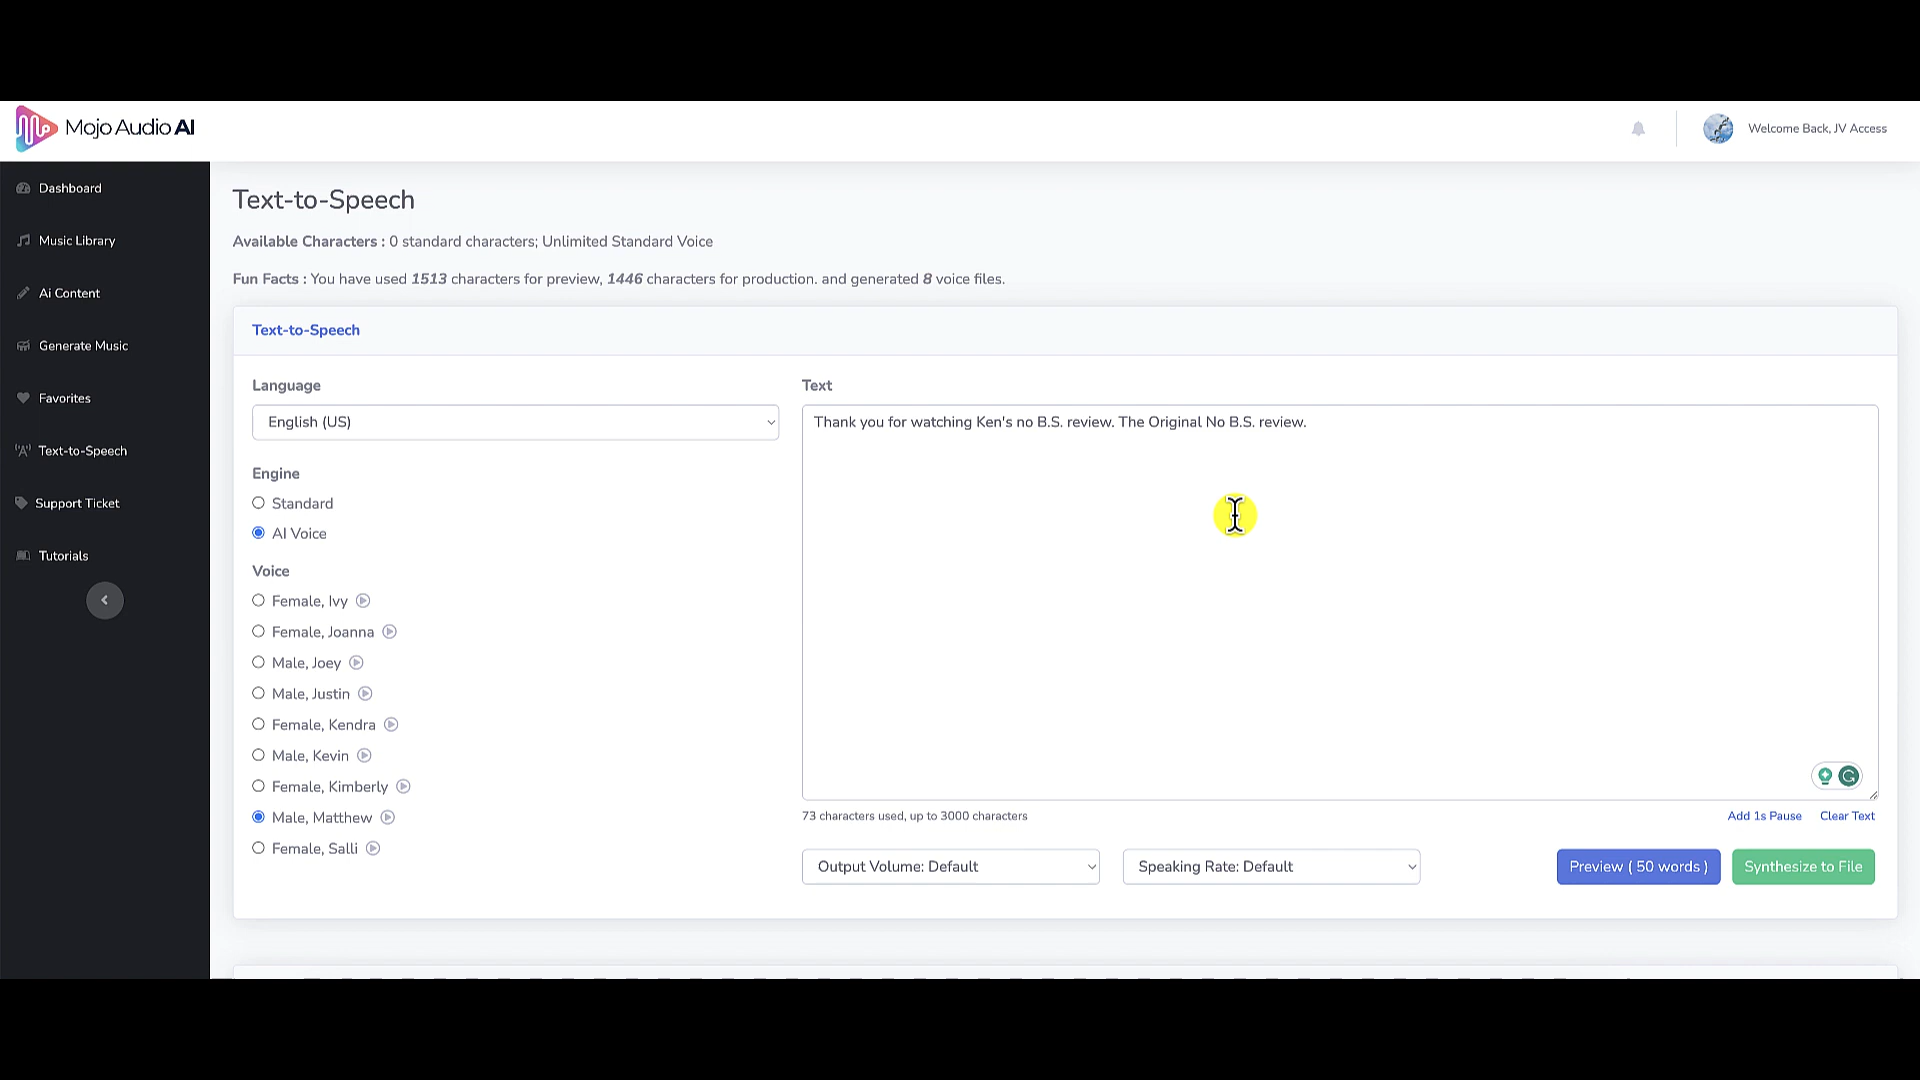 Mojo Audio AI
Welcome Back, JV Access
Dashboard
Music Library
Ai Content
Generate Music
Favorites
Text-to-Speech
Support Ticket
Tutorials
Text-to-Speech
Available Characters : 0 standard characters; Unlimited Standard Voice
Fun Facts : You have used 1513 characters for preview, 1446 characters for production. and generated 8 voice files.
Text-to-Speech
Language
English (US)
Engine
Standard
AI Voice
Voice
Female, Ivy
Female, Joanna
Male, Joey
Male, Justin
Female, Kendra
Male, Kevin
Female, Kimberly
Male, Matthew
Female, Salli
Text
Thank you for watching Ken's no B.S. review. The Original No B.S. review.
73 characters used, up to 3000 characters
Add 1s Pause
Clear Text
Output Volume: Default
Speaking Rate: Default
Preview ( 50 words )
Synthesize to File